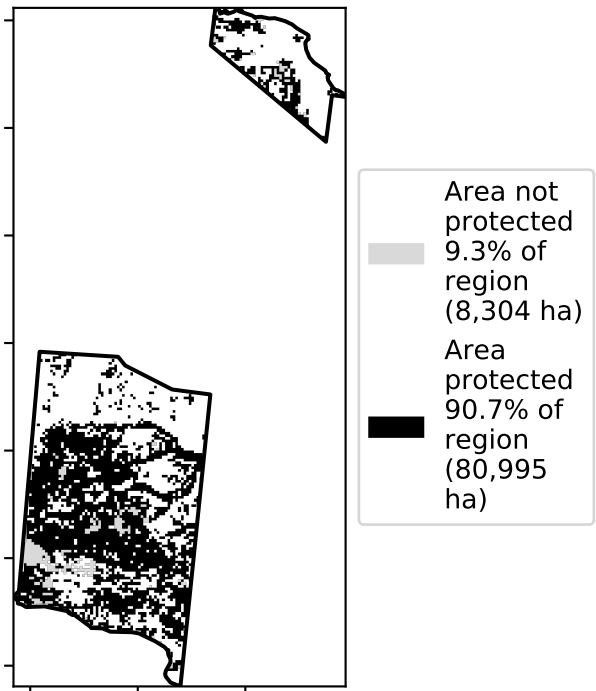 Area not
protected
9.3% of
region
(8,304 ha)
Area
protected
90.7% of
region
(80,995
ha)